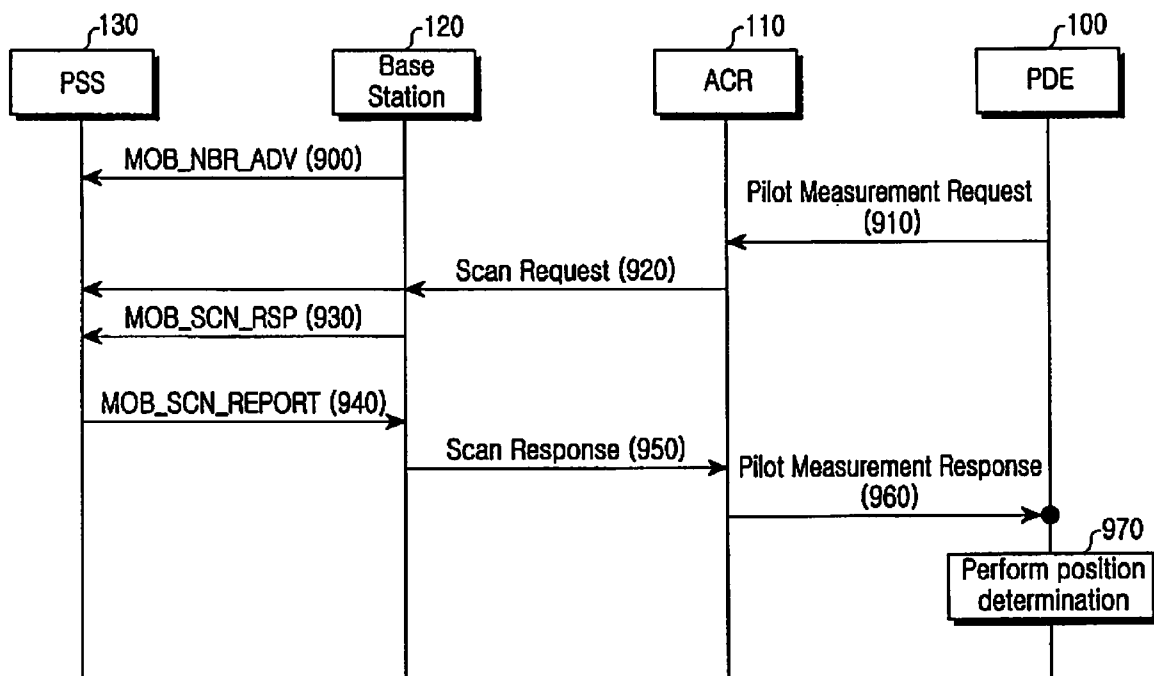 130
120
110
100
PSS
Base
Station
ACR
PDE
MOB_NBR_ADV (900)
Pilot Measurement Request
(910)
Scan Request (920)
MOB_SCN_RSP (930)
MOB_SCN_REPORT (940)
Scan Response (950)
Pilot Measurement Response
(960)
970
Perform position
determination